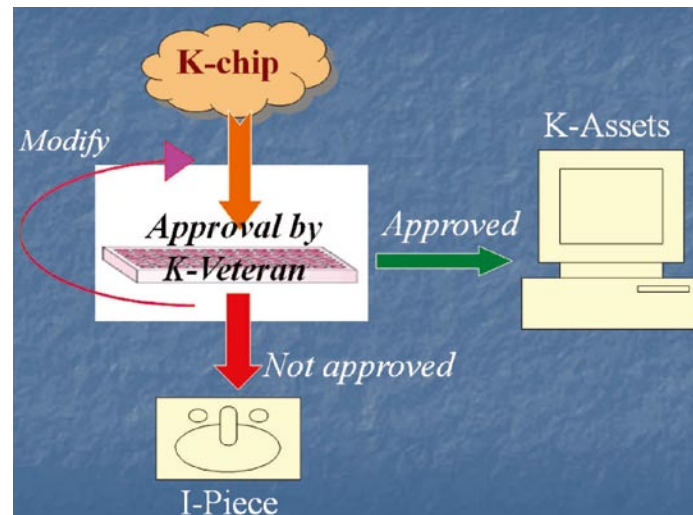 K-chip
Modify
K-Assets
Approval by
K-Veteran
Approved
Not approved
I-Piece